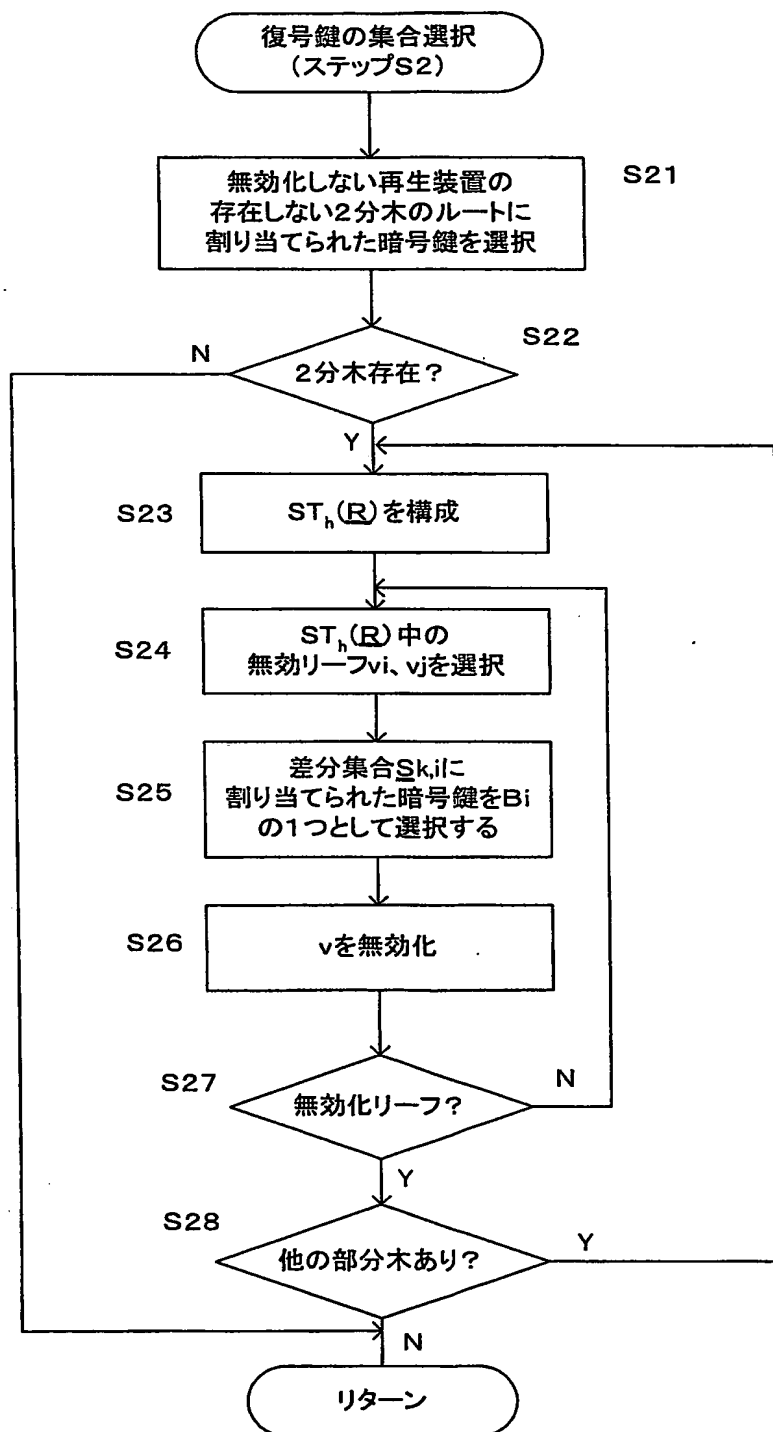 復号鍵の集合選択
(ステップS2)
無効化しない再生装置の
存在しない2分木のルートに
割り当てられた暗号鍵を選択
S21
S22
N
2分木存在?
Y
S23
STh(R)を構成
S24
STh(R)中の
無効リーフvi、vjを選択
S25
差分集合Sk,iに
割り当てられた暗号鍵をBi
の1つとして選択する
S26
vを無効化
S27
N
無効化リーフ?
Y
S28
Y
他の部分木あり?
N
リターン